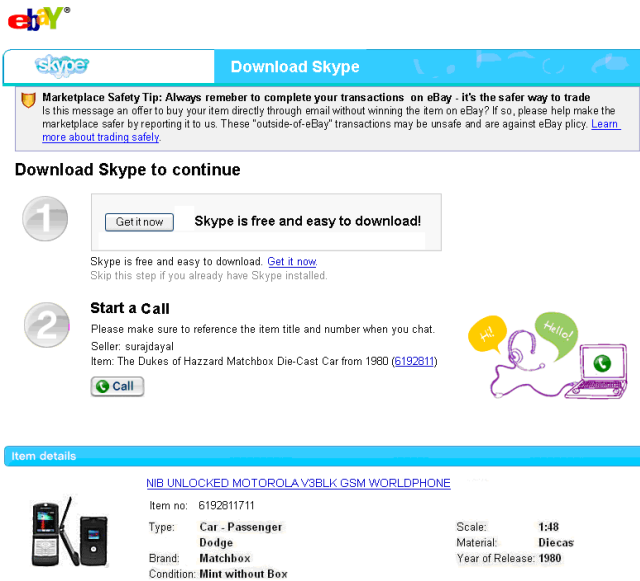 ebY®
skype Download Skype
Marketplace Safety Tip: Always remeber to complete your transactions on eBay - it's the safer way to trade
Is this message an offer to buy your item directly through email without winning the item on eBay? If so, please help make the
marketplace safer by reporting it to us. These "outside-of-eBay" transactions may be unsafe and are against eBay plicy. Learn
more about trading safely.
Download Skype to continue
1
Get it now Skype is free and easy to download!
Skype is free and easy to download. Get it now.
Skip this step if you already have Skype installed.
2
Start a Call
Please make sure to reference the item title and number when you chat.
Seller: surajdayal
Item: The Dukes of Hazzard Matchbox Die-Cast Car from 1980 (6192811)
Call
Hi!
Hello!
Item details
NIB UNLOCKED MOTOROLA V3BLK GSM WORLDPHONE
Item no: 6192811711
Type: Car - Passenger Scale: 1:48
Dodge Material: Diecas
Brand: Matchbox Year of Release: 1980
Condition: Mint without Box